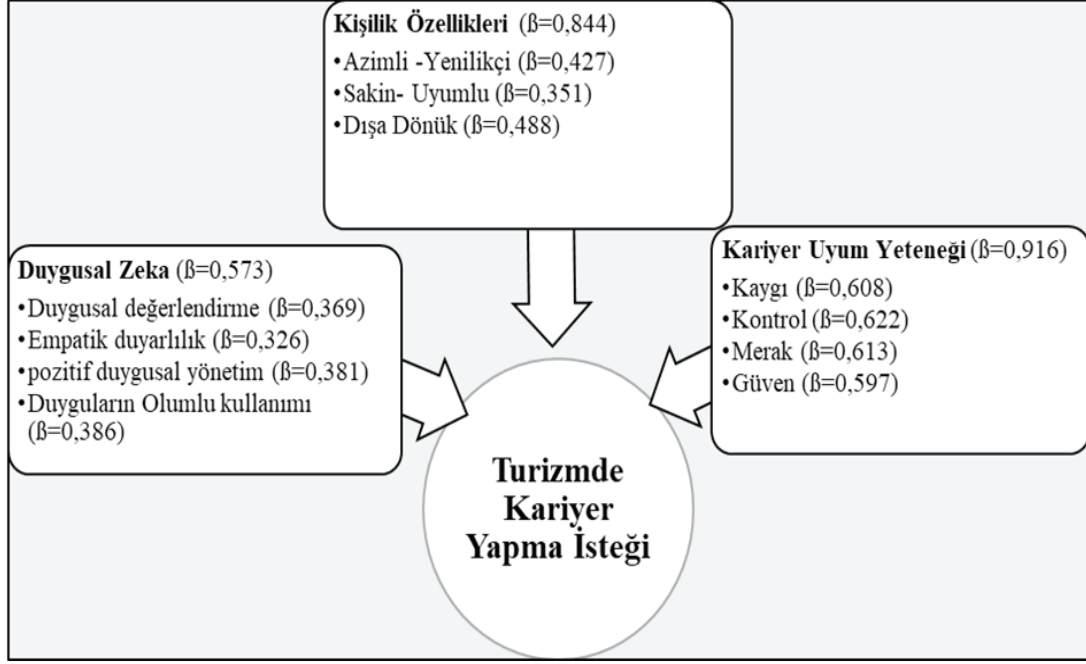 Kişilik Özellikleri (ß=0,844)
•Azimli -Yenilikçi (ß=0,427)
•Sakin- Uyumlu (ß=0,351)
•Dışa Dönük (ß=0,488)
Duygusal Zeka (ß=0,573)
•Duygusal değerlendirme (ß=0,369)
•Empatik duyarlılık (ß=0,326)
•pozitif duygusal yönetim (ß=0,381)
•Duyguların Olumlu kullanımı
(ß=0,386)
Kariyer Uyum Yeteneği (ß=0,916)
•Kaygı (ß=0,608)
•Kontrol (ß=0,622)
•Merak (ß=0,613)
•Güven (ß=0,597)
Turizmde
Kariyer
Yapma İsteği